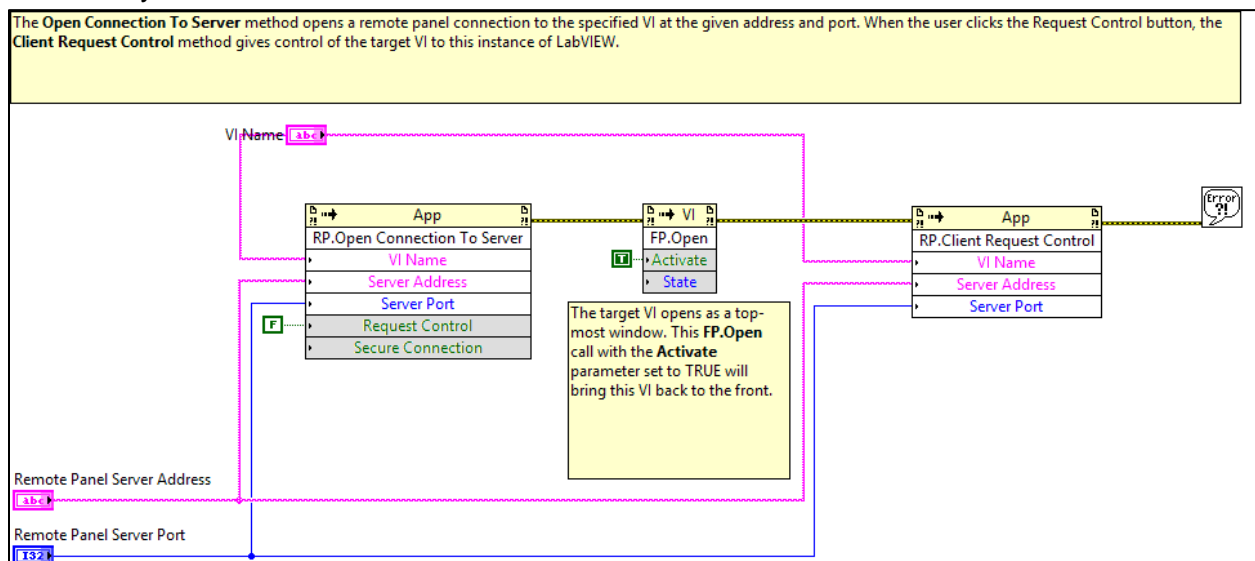 The Open Connection To Server method opens a remote panel connection to the specified VI at the given address and port. When the user clicks the Request Control button, the
Client Request Control method gives control of the target VI to this instance of LabVIEW.
VI Name
abc
App
RP.Open Connection To Server
VI Name
Server Address
Server Port
F
Request Control
Secure Connection
VI
FP.Open
T
Activate
State
The target VI opens as a top-
most window. This FP.Open
call with the Activate
parameter set to TRUE will
bring this VI back to the front.
App
RP.Client Request Control
VI Name
Server Address
Server Port
Error
?!
Remote Panel Server Address
abc
Remote Panel Server Port
I32